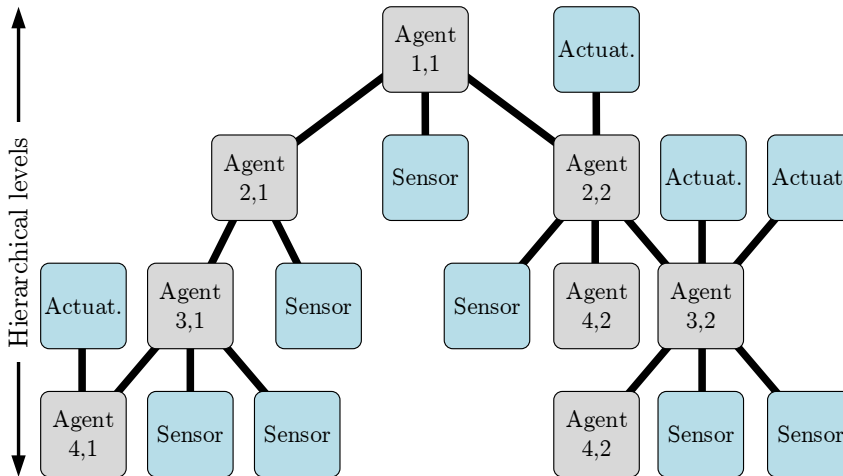 Agent
1,1
Actuat.
Hierarchical levels
Agent
2,1
Sensor
Agent
2,2
Actuat.
Actuat.
Actuat.
Agent
3,1
Sensor
Sensor
Agent
4,2
Agent
3,2
Agent
4,1
Sensor
Sensor
Agent
4,2
Sensor
Sensor